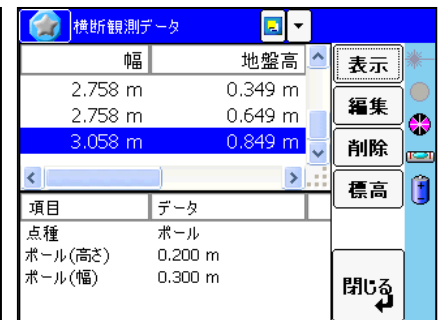 横断観測データ
幅 地盤高
2.758 m 0.349 m
2.758 m 0.649 m
3.058 m 0.849 m
表示
編集
削除
標高
項目 データ
点種 ポール
ポール(高さ) 0.200 m
ポール(幅) 0.300 m
閉じる